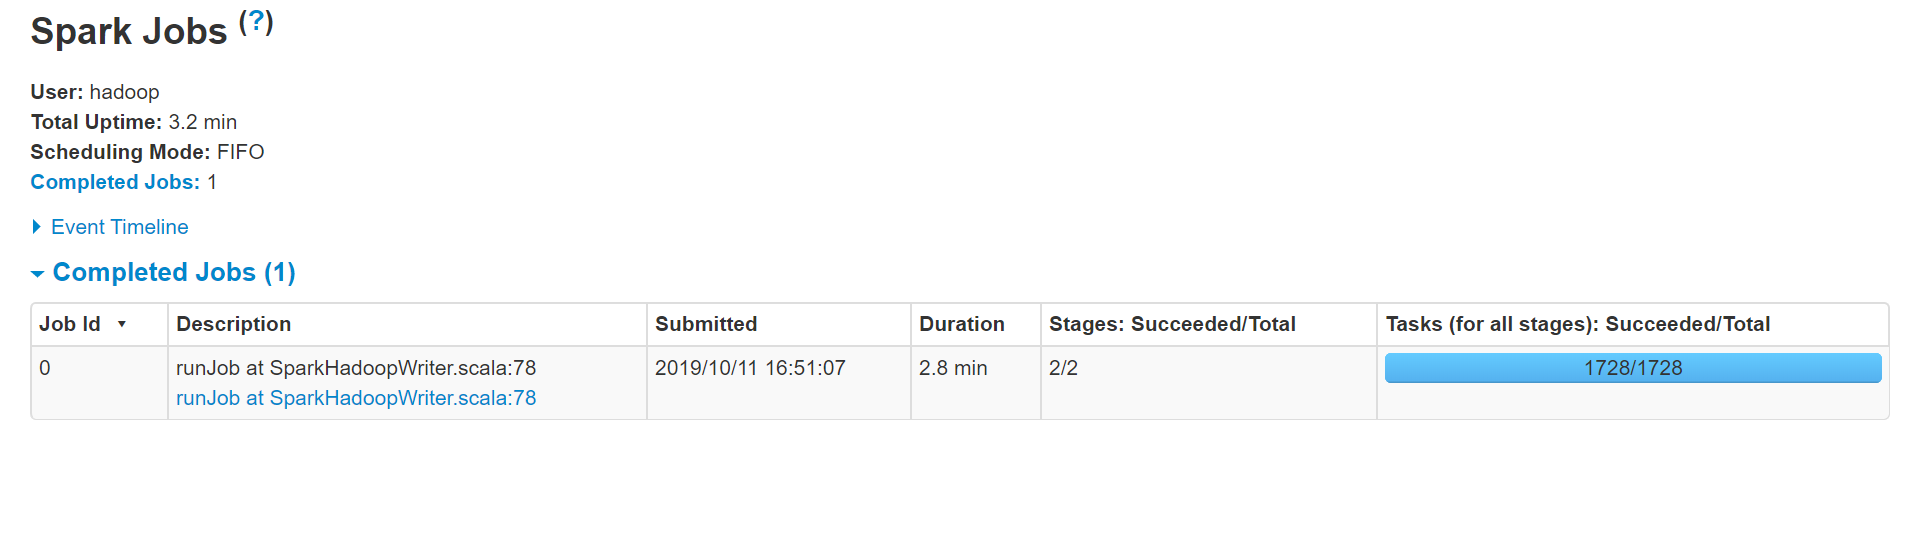 Spark Jobs (?)
User: hadoop
Total Uptime: 3.2 min
Scheduling Mode: FIFO
Completed Jobs: 1
Event Timeline
Completed Jobs (1)
Job Id ▾ Description Submitted Duration Stages: Succeeded/Total Tasks (for all stages): Succeeded/Total
0 runJob at SparkHadoopWriter.scala:78 2019/10/11 16:51:07 2.8 min 2/2 1728/1728
runJob at SparkHadoopWriter.scala:78